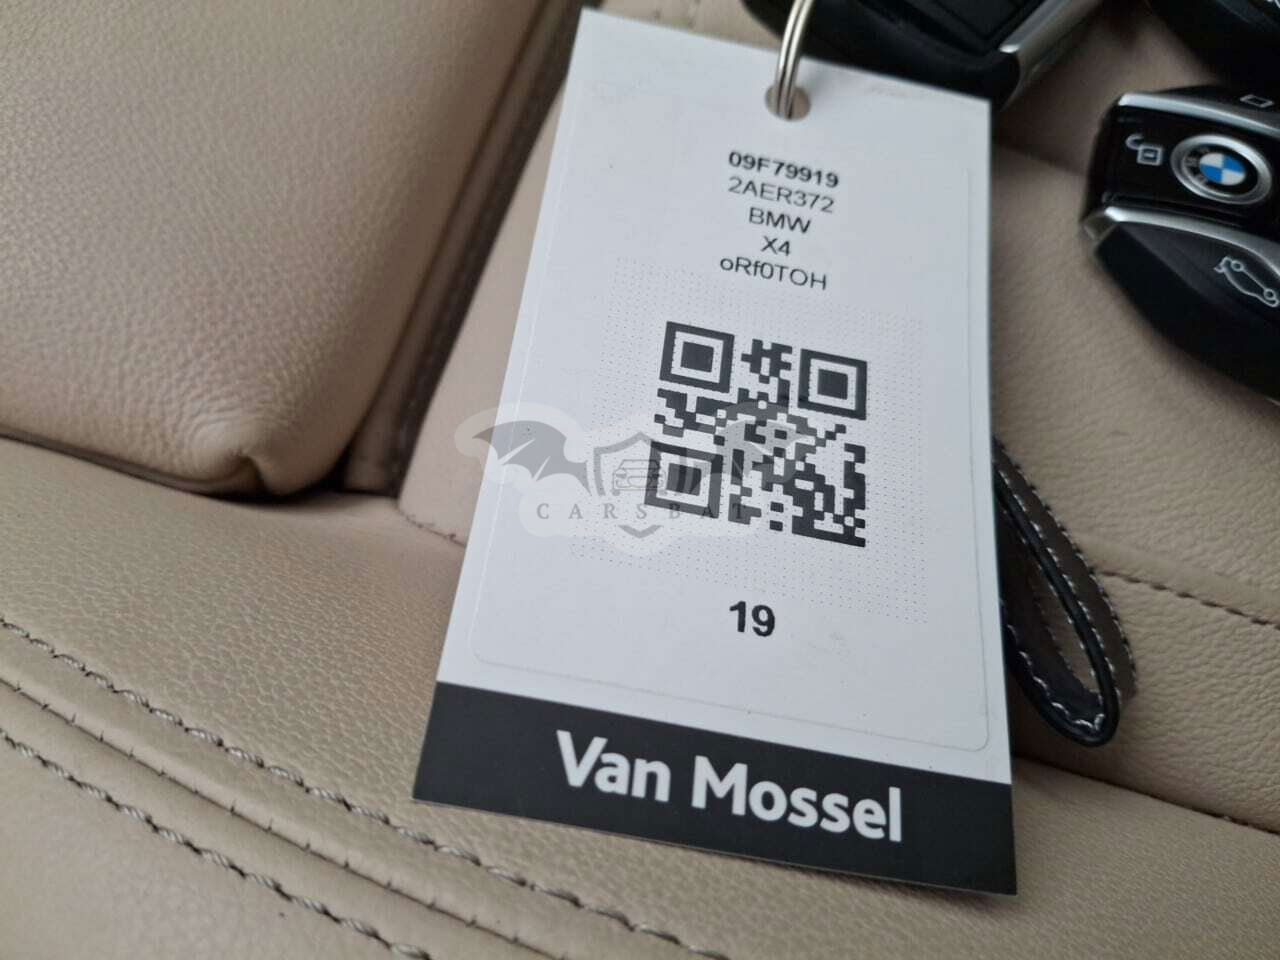 09F79919
2AER372
BMW
X4
oRf0TOH
CARSBAT
19
Van Mossel